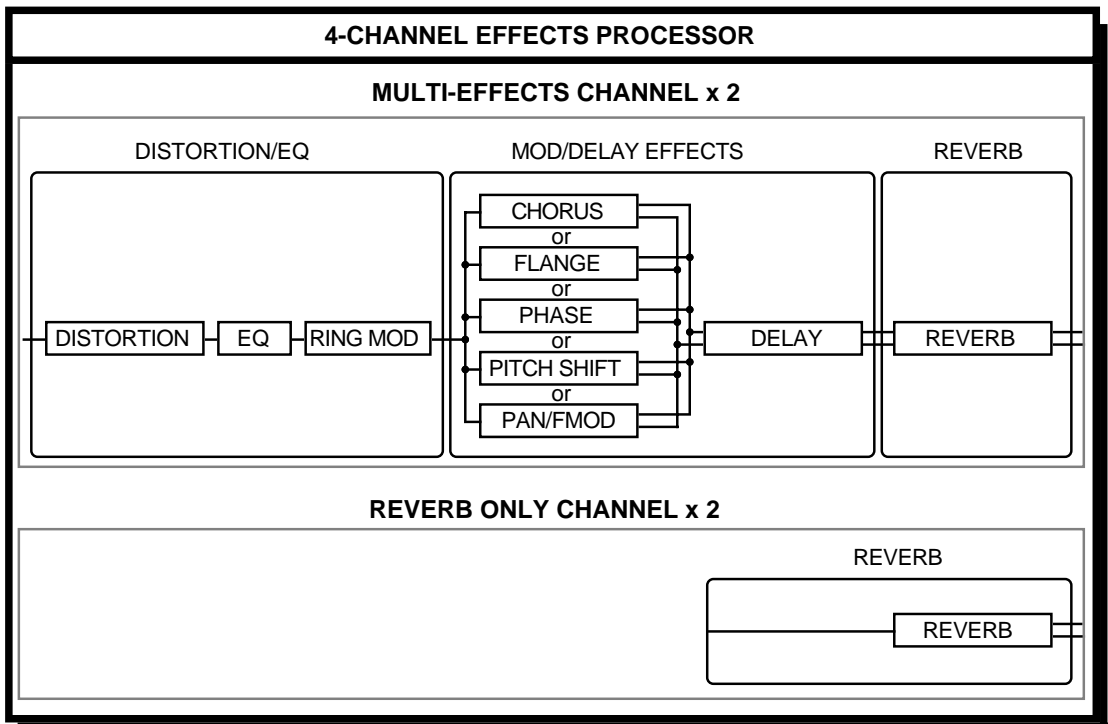 4-CHANNEL EFFECTS PROCESSOR
MULTI-EFFECTS CHANNEL x 2
DISTORTION/EQ
MOD/DELAY EFFECTS
REVERB
DISTORTION
EQ
RING MOD
CHORUS
or
FLANGE
or
PHASE
or
PITCH SHIFT
or
PAN/FMOD
DELAY
REVERB
REVERB ONLY CHANNEL x 2
REVERB
REVERB